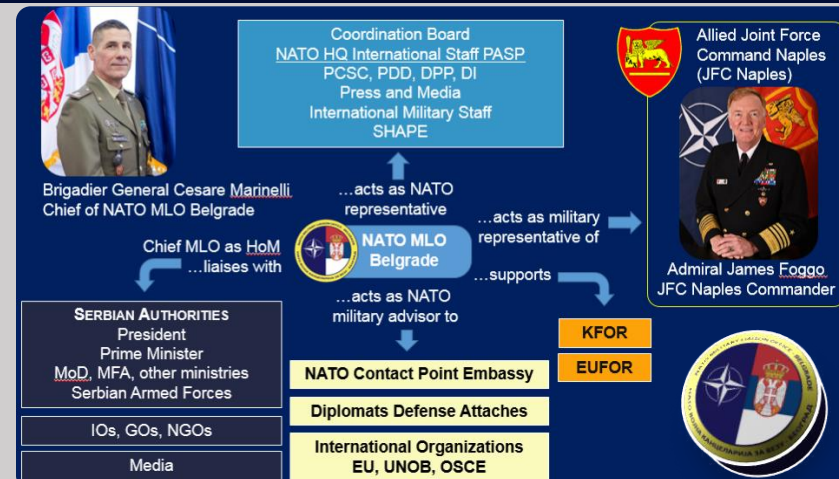 Coordination Board
NATO HQ International Staff PASP
PCSC, PDD, DPP, DI
Press and Media
International Military Staff
SHAPE
Allied Joint Force
Command Naples
(JFC Naples)
Brigadier General Cesare Marinelli
Chief of NATO MLO Belgrade
…acts as NATO
representative
…acts as military
representative of
Admiral James Foggo
JFC Naples Commander
Chief MLO as HoM
…liaises with
NATO MLO
Belgrade
…supports
…acts as NATO
military advisor to
SERBIAN AUTHORITIES
President
Prime Minister
MoD, MFA, other ministries
Serbian Armed Forces
IOs, GOs, NGOs
Media
NATO Contact Point Embassy
Diplomats Defense Attaches
International Organizations
EU, UNOB, OSCE
KFOR
EUFOR
NATO MILITARY LIAISON OFFICE - BELGRADE